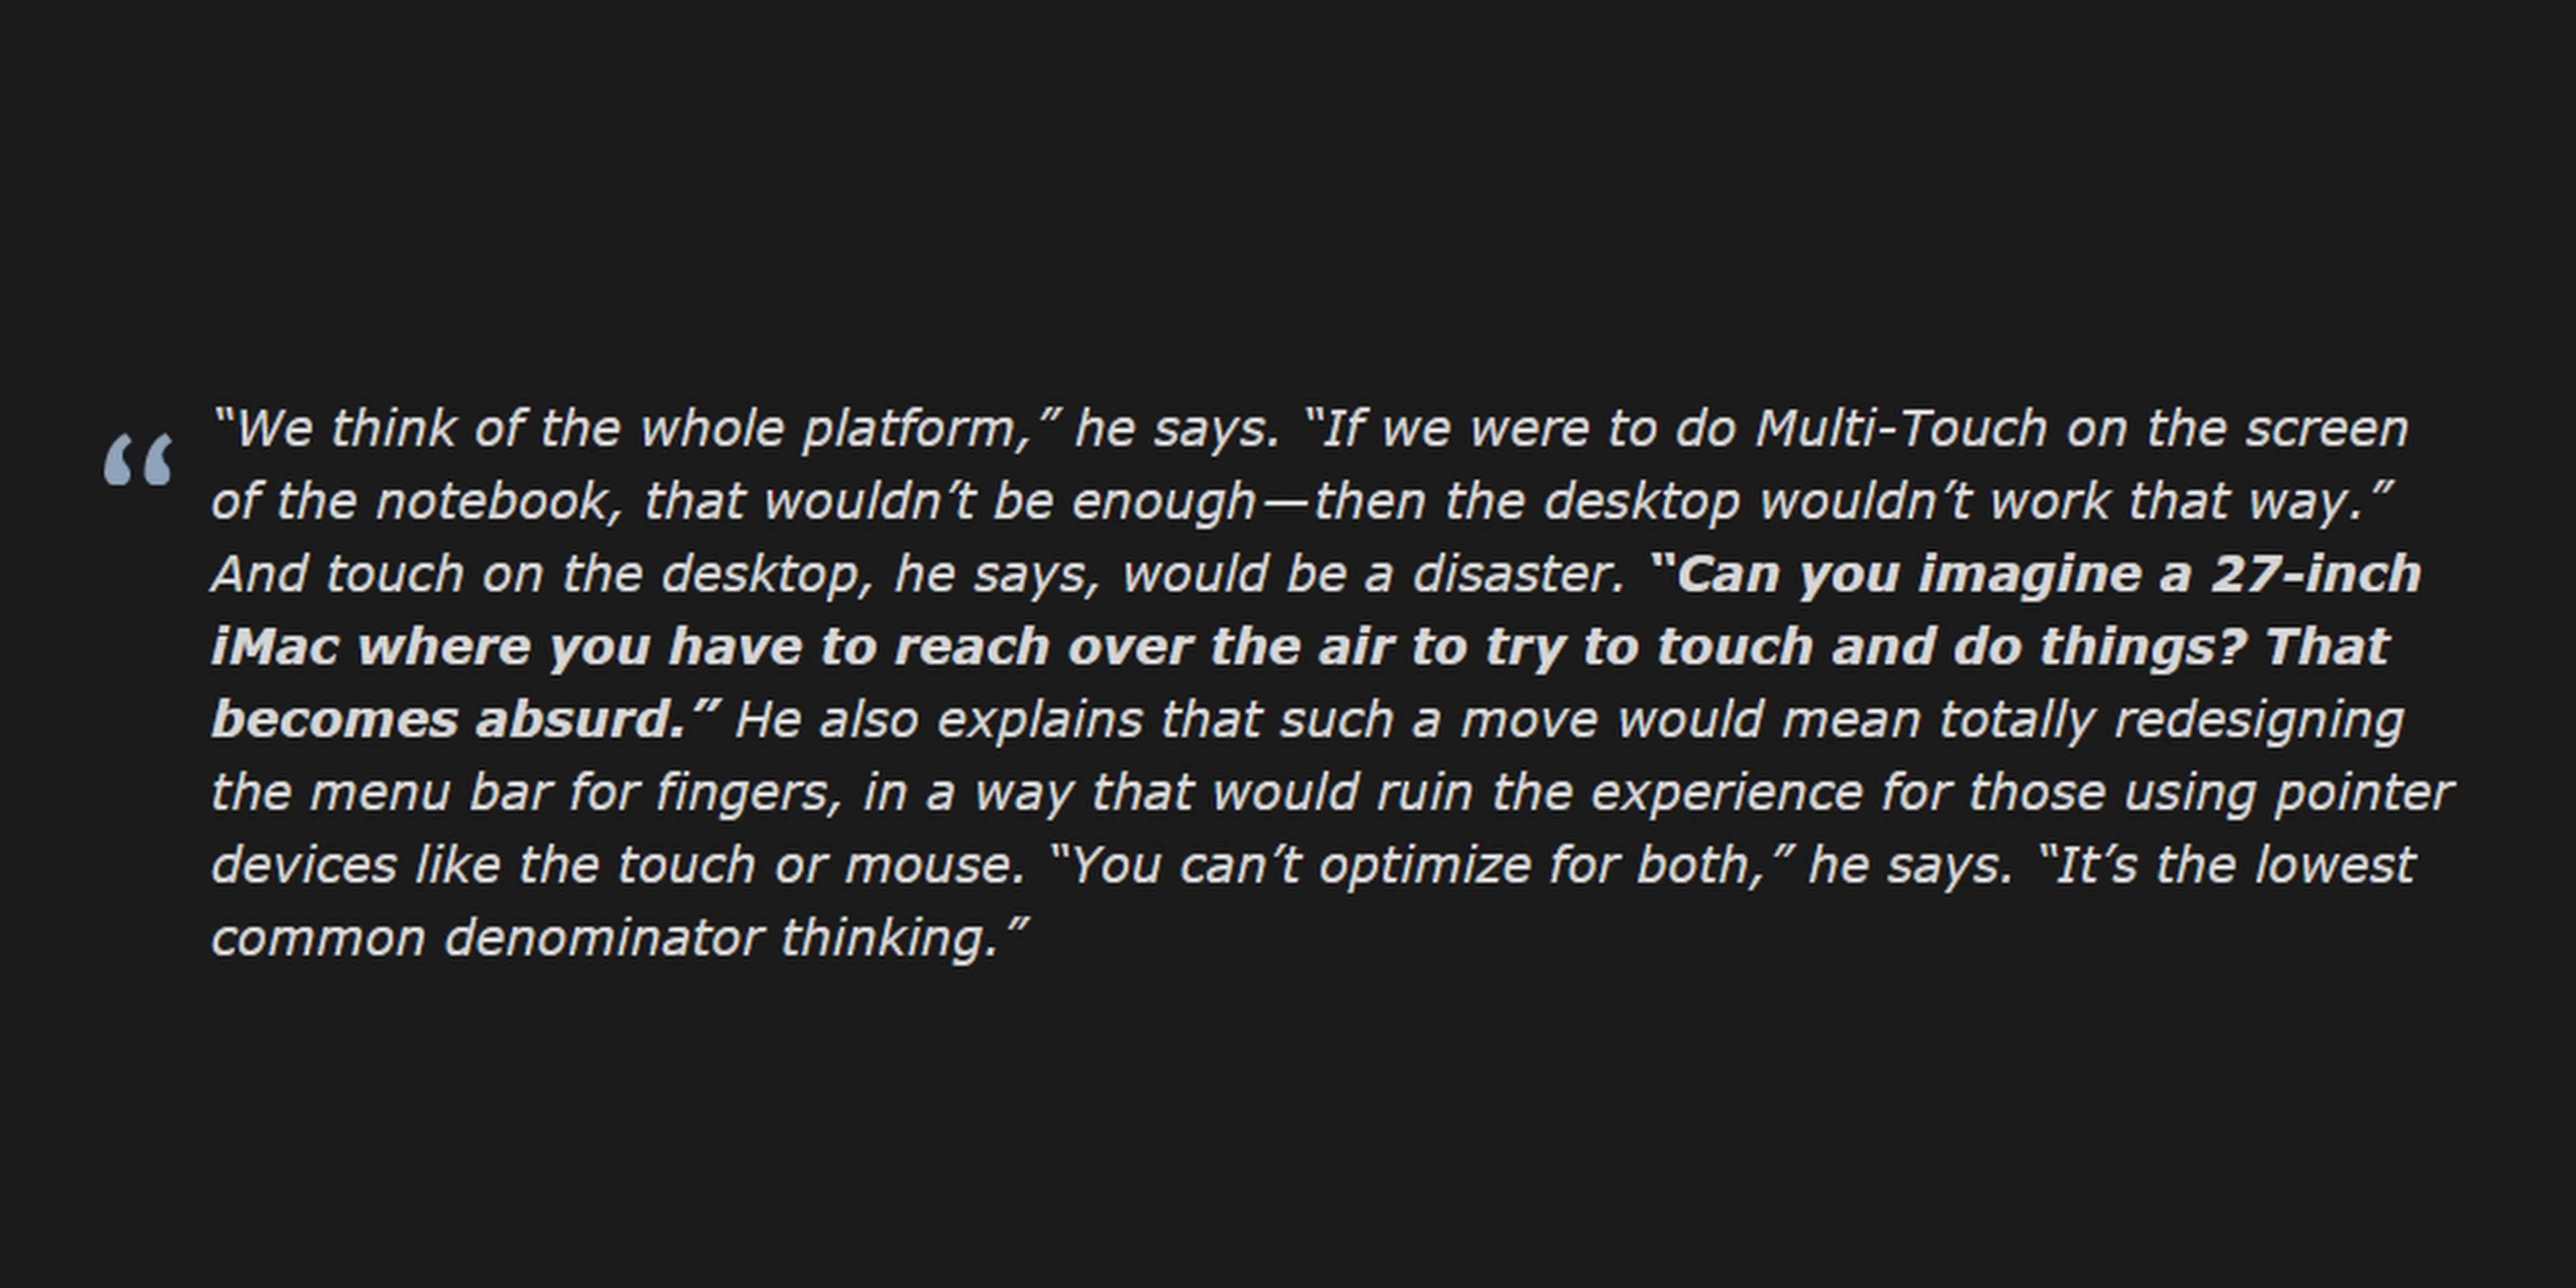 “
“We think of the whole platform,” he says. “If we were to do Multi-Touch on the screen
of the notebook, that wouldn’t be enough—then the desktop wouldn’t work that way.”
And touch on the desktop, he says, would be a disaster. “Can you imagine a 27-inch
iMac where you have to reach over the air to try to touch and do things? That
becomes absurd.” He also explains that such a move would mean totally redesigning
the menu bar for fingers, in a way that would ruin the experience for those using pointer
devices like the touch or mouse. “You can’t optimize for both,” he says. “It’s the lowest
common denominator thinking.”